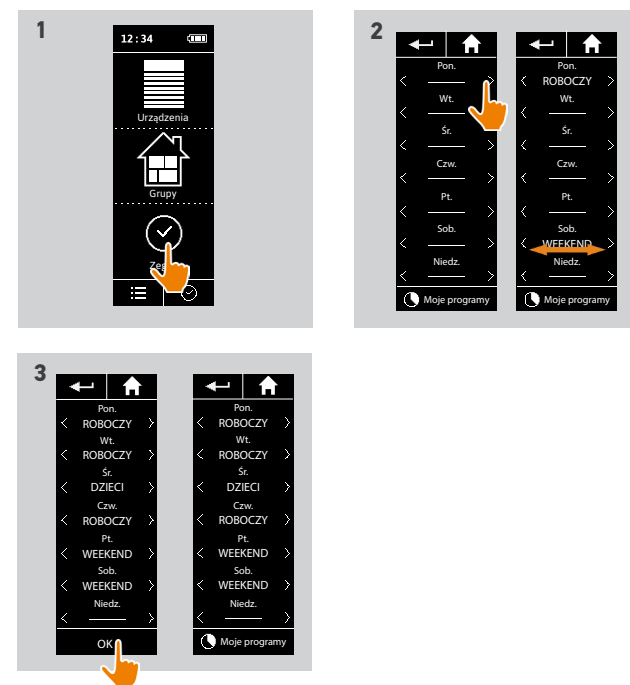 1
12:34
Urządzenia
Grupy
2
Pon.
Wt.
Śr.
Czw.
Pt.
Sob.
Niedz.
Moje programy
Pon.
ROBOCZY
Wt.
Śr.
Czw.
Pt.
Sob.
WEEKEND
Niedz.
Moje programy
3
Pon.
ROBOCZY
Wt.
ROBOCZY
Śr.
DZIECI
Czw.
ROBOCZY
Pt.
WEEKEND
Sob.
WEEKEND
Niedz.
OK
Pon.
ROBOCZY
Wt.
ROBOCZY
Śr.
DZIECI
Czw.
ROBOCZY
Pt.
WEEKEND
Sob.
WEEKEND
Niedz.
Moje programy